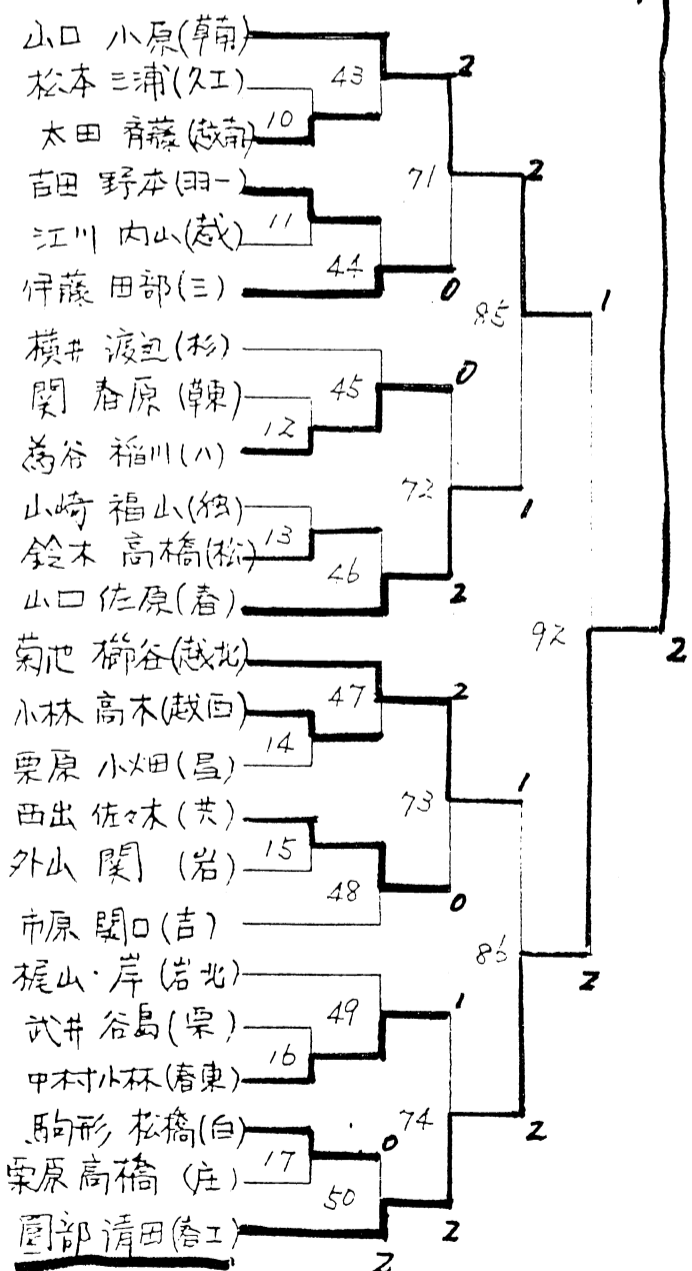 山口 小原(草南)
松本 三浦(久工)
太田 斉藤(越南)
吉田 野本(羽一)
江川 内山(越)
伊藤 田部(三)
横井 渡辺(杉)
関 春原(草東)
蔦谷 稲川(八)
山崎 福山(独)
鈴木 高橋(松)
山口 佐原(春)
菊池 櫛谷(越北)
小林 高木(越西)
栗原 小畑(昌)
西出 佐々木(共)
外山 関 (岩)
市原 関口(吉)
梶山・岸(岩北)
武井 谷島(栗)
中村 小林(春東)
駒形 松橋(白)
栗原 高橋 (庄)
園部 清田(春工)
10
11
12
13
14
15
16
17
43
44
45
46
47
48
49
50
0
2
71
72
73
74
2
0
0
2
2
0
1
2
85
86
2
1
1
2
92
1
2
2